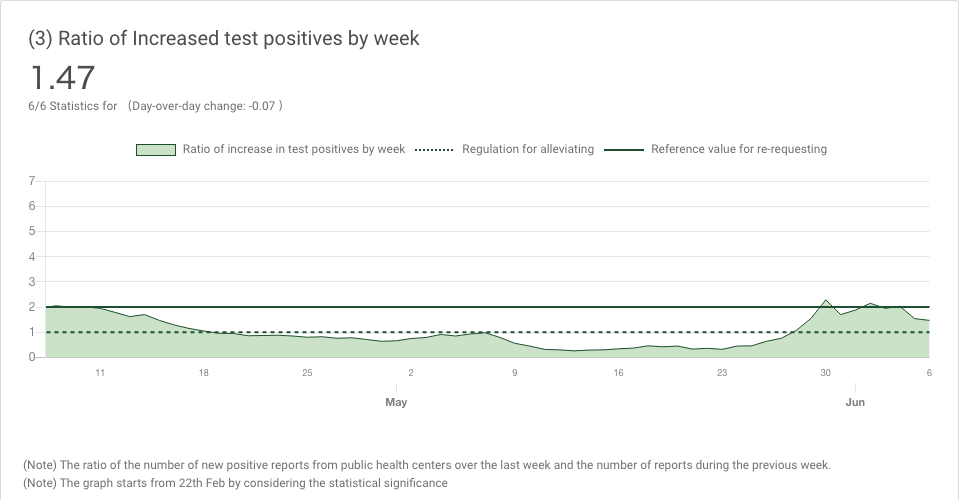 (3) Ratio of Increased test positives by week
1.47
6/6 Statistics for （Day-over-day change: -0.07 ）
Ratio of increase in test positives by week Regulation for alleviating Reference value for re-requesting
7
6
5
4
3
2
1
0
11 18 25 2 9 16 23 30 6
May Jun
(Note) The ratio of the number of new positive reports from public health centers over the last week and the number of reports during the previous week.
(Note) The graph starts from 22th Feb by considering the statistical significance